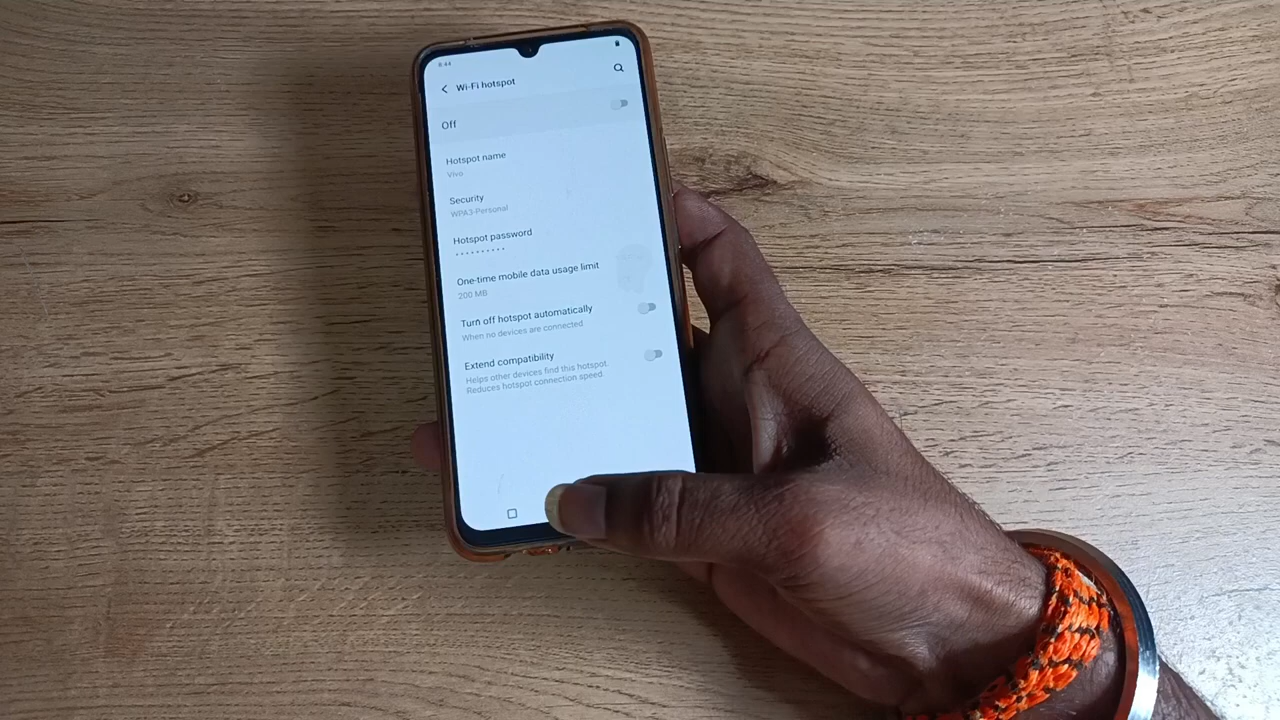 8:44
Wi-Fi hotspot
Off
Hotspot name
Vivo
Security
WPA3-Personal
Hotspot password
••••••••••
One-time mobile data usage limit
200 MB
Turn off hotspot automatically
When no devices are connected
Extend compatibility
Helps other devices find this hotspot.
Reduces hotspot connection speed.